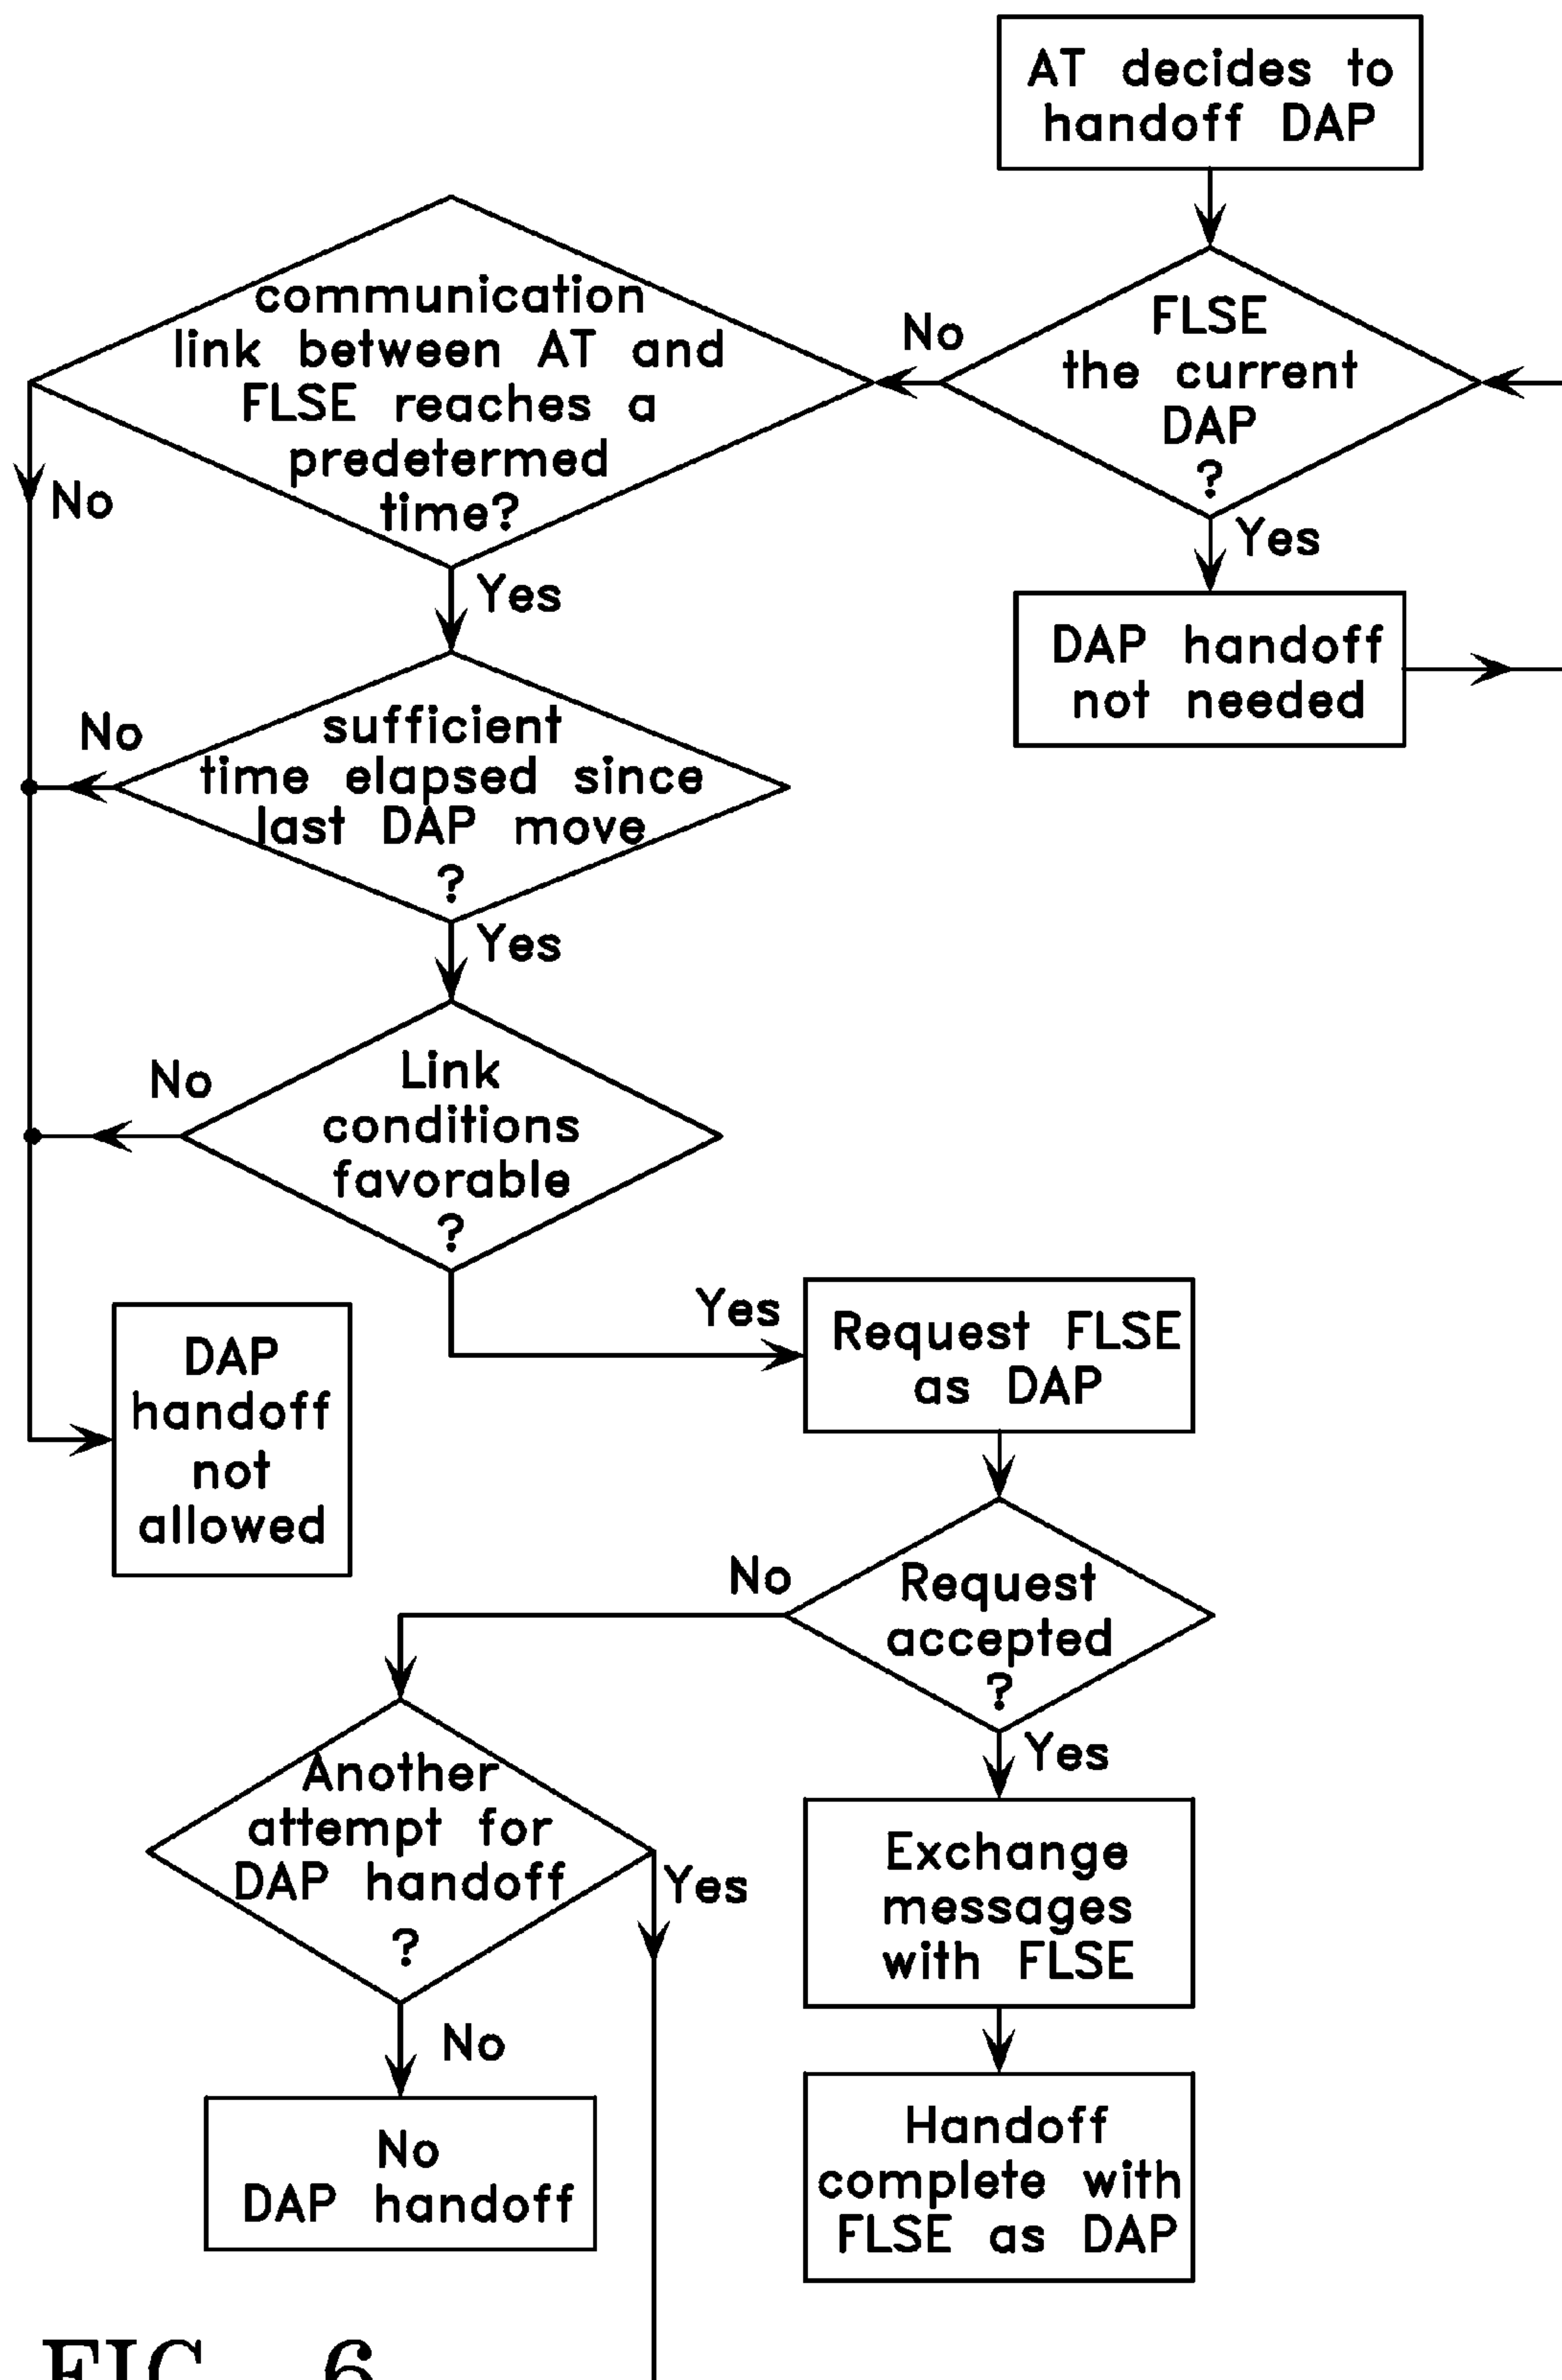 AT decides to
handoff DAP
FLSE
the current
DAP
?
No
Yes
DAP handoff
not needed
communication
link between AT and
FLSE reaches a
predetermed
time?
No
Yes
sufficient
time elapsed since
last DAP move
?
No
Yes
Link
conditions
favorable
?
No
Yes
DAP
handoff
not
allowed
Request FLSE
as DAP
Request
accepted
?
No
Yes
Another
attempt for
DAP handoff
?
Yes
No
No
DAP handoff
Exchange
messages
with FLSE
Handoff
complete with
FLSE as DAP
FIG. 6